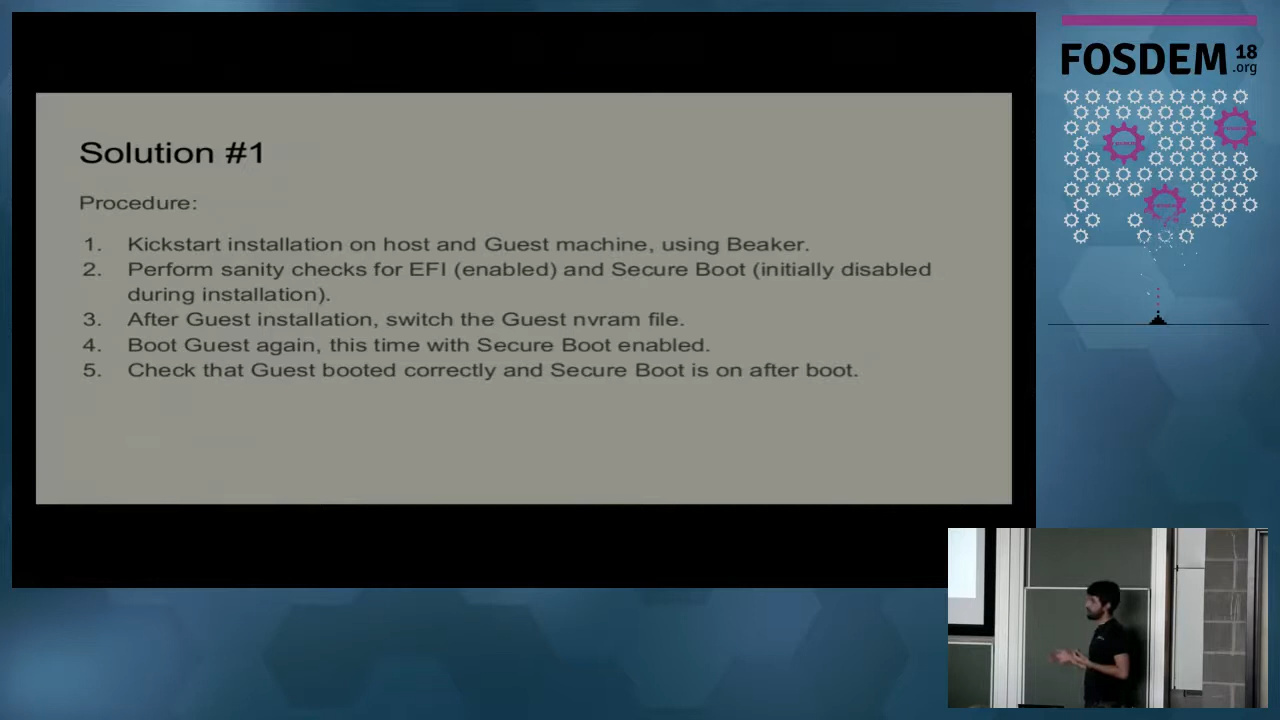 FOSDEM 18
.org
Solution #1
Procedure:
1. Kickstart installation on host and Guest machine, using Beaker.
2. Perform sanity checks for EFI (enabled) and Secure Boot (initially disabled
during installation).
3. After Guest installation, switch the Guest nvram file.
4. Boot Guest again, this time with Secure Boot enabled.
5. Check that Guest booted correctly and Secure Boot is on after boot.